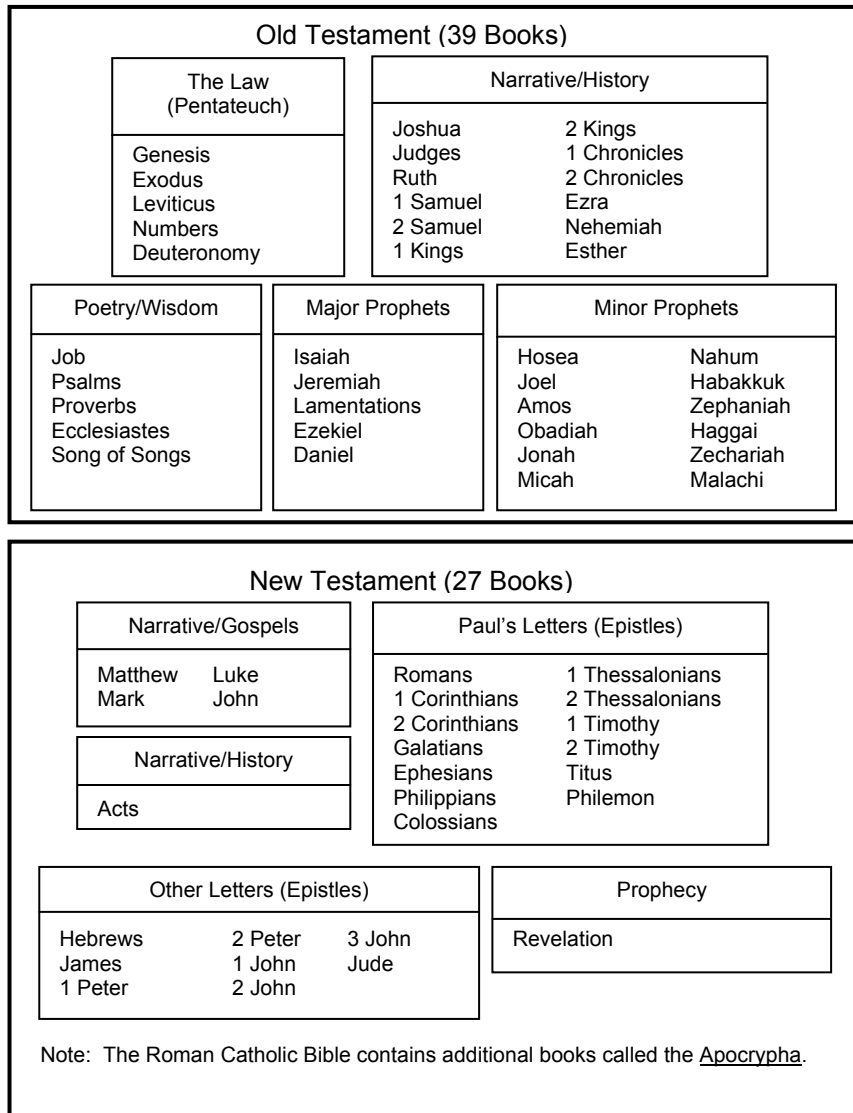 Old Testament (39 Books)
The Law
(Pentateuch)
Genesis
Exodus
Leviticus
Numbers
Deuteronomy
Narrative/History
Joshua
Judges
Ruth
1 Samuel
2 Samuel
1 Kings
2 Kings
1 Chronicles
2 Chronicles
Ezra
Nehemiah
Esther
Poetry/Wisdom
Job
Psalms
Proverbs
Ecclesiastes
Song of Songs
Major Prophets
Isaiah
Jeremiah
Lamentations
Ezekiel
Daniel
Minor Prophets
Hosea
Joel
Amos
Obadiah
Jonah
Micah
Nahum
Habakkuk
Zephaniah
Haggai
Zechariah
Malachi
New Testament (27 Books)
Narrative/Gospels
Matthew
Mark
Luke
John
Narrative/History
Acts
Paul's Letters (Epistles)
Romans
1 Corinthians
2 Corinthians
Galatians
Ephesians
Philippians
Colossians
1 Thessalonians
2 Thessalonians
1 Timothy
2 Timothy
Titus
Philemon
Other Letters (Epistles)
Hebrews
James
1 Peter
2 Peter
1 John
2 John
3 John
Jude
Prophecy
Revelation
Note: The Roman Catholic Bible contains additional books called the Apocrypha.